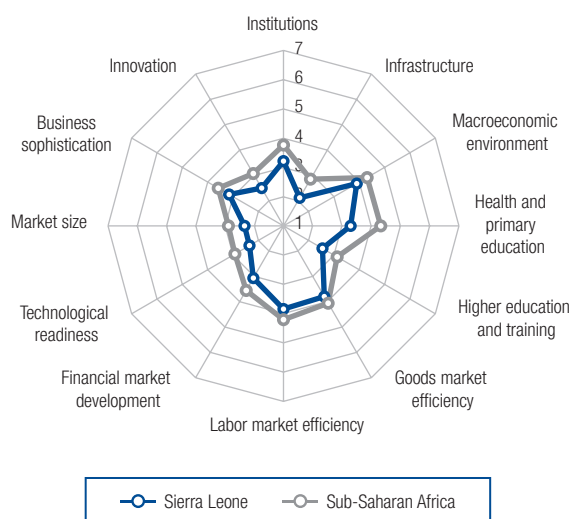 Institutions
7
6
5
4
3
2
1
Infrastructure
Macroeconomic
environment
Health and
primary
education
Higher education
and training
Goods market
efficiency
Labor market efficiency
Financial market
development
Technological
readiness
Market size
Business
sophistication
Innovation
Sierra Leone
Sub-Saharan Africa